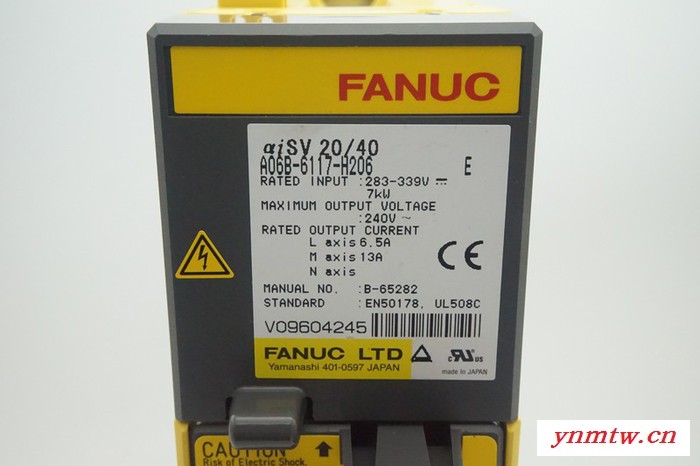 FANUC
αiSV 20/40
A06B-6117-H206 E
RATED INPUT :283-339V ⎓
7kW
MAXIMUM OUTPUT VOLTAGE
:240V ~
RATED OUTPUT CURRENT
L axis 6.5A
M axis 13A
N axis
MANUAL NO. :B-65282
STANDARD :EN50178, UL508C
CE
V09604245
FANUC LTD
Yamanashi 401-0597 JAPAN
c RU US
made in JAPAN
CAUTION
Risk of Electric Shock.
ynmtw.cn